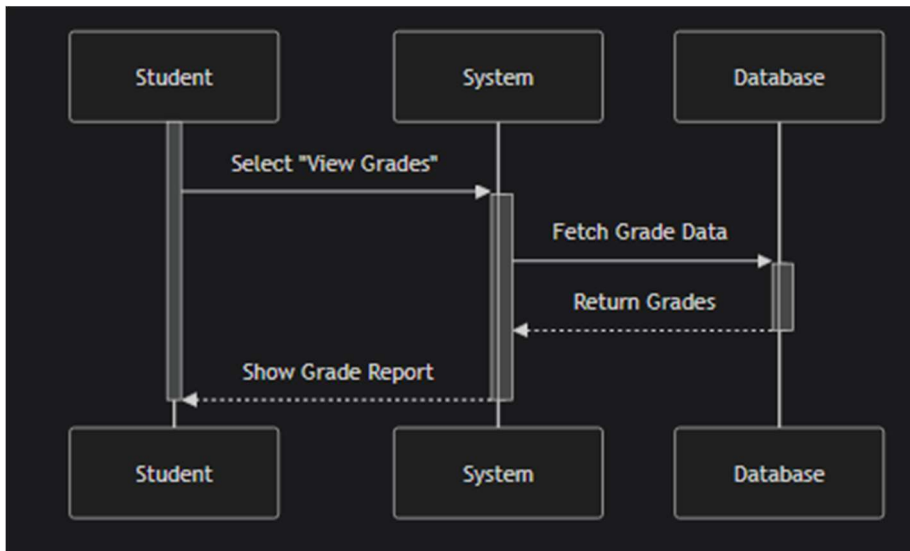 Student
System
Database
Select "View Grades"
Fetch Grade Data
Return Grades
Show Grade Report
Student
System
Database